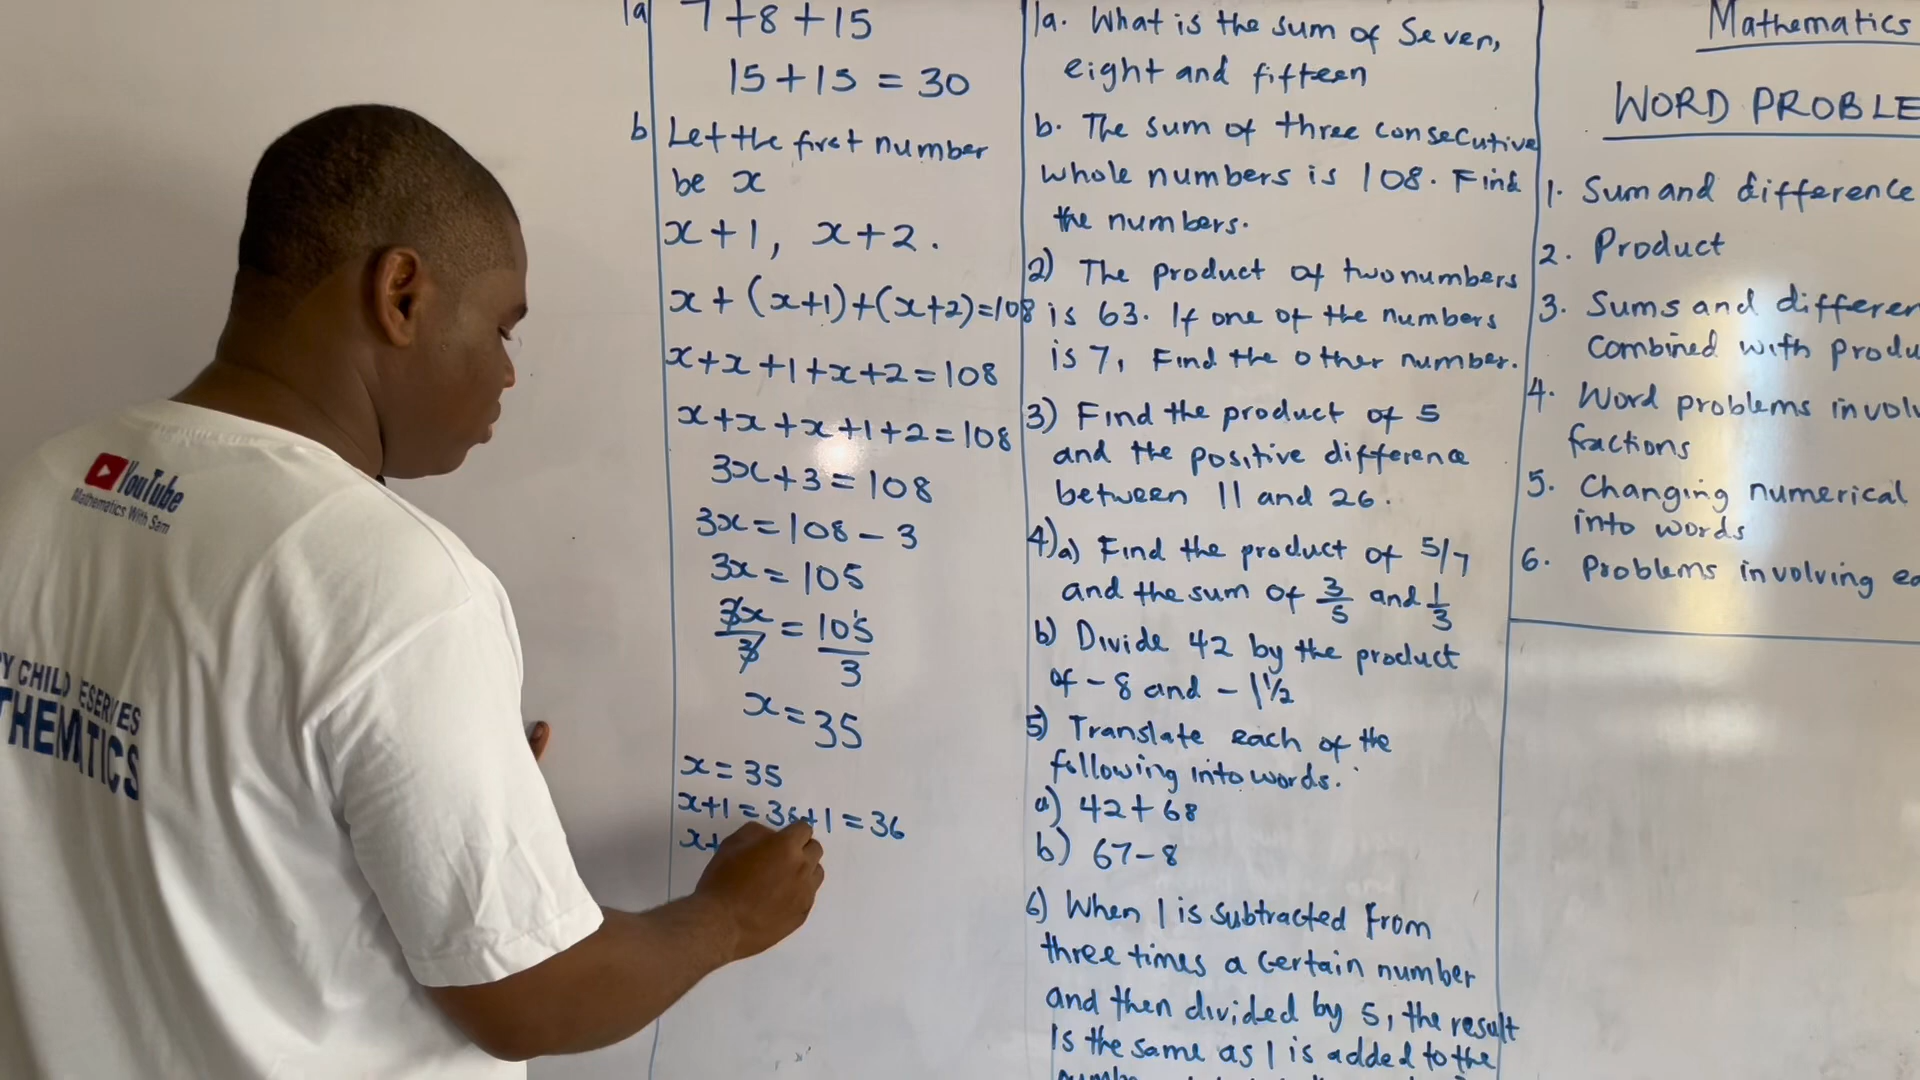 1a 7+8+15
15+15 = 30
b Let the first number
be x
x+1, x+2.
x + (x+1)+(x+2)=108
x+x+1+x+2=108
x+x+x+1+2=108
3x+3=108
3x=108-3
3x=105
3x/3 = 105/3
x=35
x=35
x+1=35+1=36
x+
1a. What is the sum of Seven,
eight and fifteen
b. The sum of three consecutive
whole numbers is 108. Find
the numbers.
2) The product of two numbers
is 63. If one of the numbers
is 7, Find the other number.
3) Find the product of 5
and the positive difference
between 11 and 26.
4)a) Find the product of 5/7
and the sum of 3/5 and 1/3
b) Divide 42 by the product
of -8 and -1 1/2
5) Translate each of the
following into words.
a) 42+68
b) 67-8
6) When 1 is subtracted from
three times a certain number
and then divided by 5, the result
is the same as 1 is added to the
Mathematics
WORD PROBLE
1. Sum and difference
2. Product
3. Sums and differen
Combined with produ
4. Word problems involv
fractions
5. Changing numerical
into words
6. Problems involving eq
YouTube
Mathematics With Sam
Y CHILD DESERVES
THEMATICS